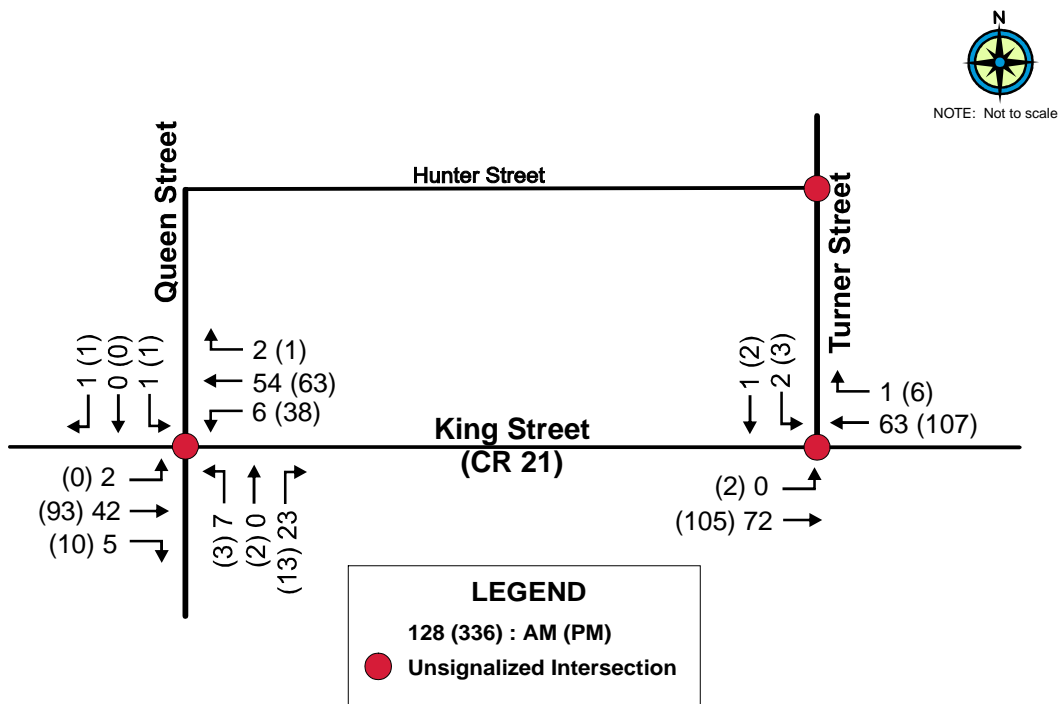 N
NOTE: Not to scale
Queen Street
Hunter Street
Turner Street
1 (1)
0 (0)
1 (1)
2 (1)
54 (63)
6 (38)
King Street
(CR 21)
1 (2)
2 (3)
1 (6)
63 (107)
(0) 2
(93) 42
(10) 5
(3) 7
(2) 0
(13) 23
(2) 0
(105) 72
LEGEND
128 (336) : AM (PM)
Unsignalized Intersection